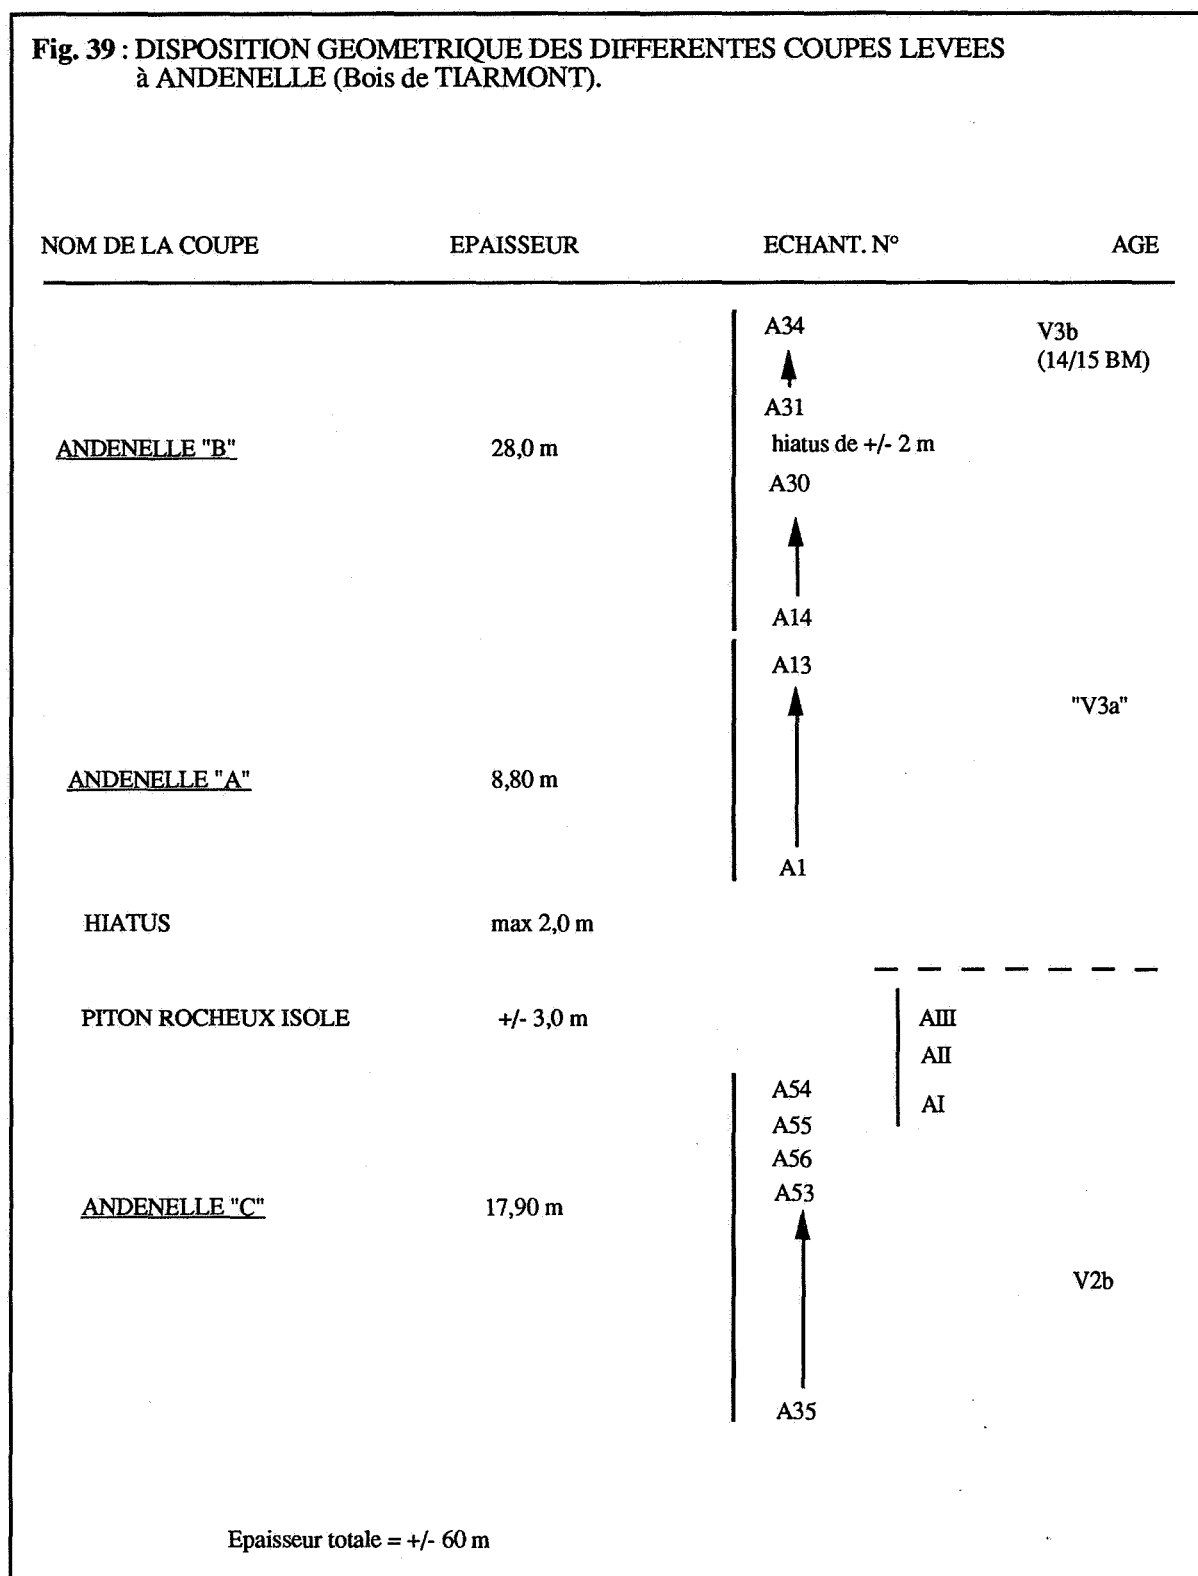 Fig. 39 : DISPOSITION GEOMETRIQUE DES DIFFERENTES COUPES LEVEES
à ANDENELLE (Bois de TIARMONT).
NOM DE LA COUPE EPAISSEUR ECHANT. N° AGE
A34 V3b
(14/15 BM)
A31
ANDENELLE "B" 28,0 m hiatus de +/- 2 m
A30
A14
A13
"V3a"
ANDENELLE "A" 8,80 m
A1
HIATUS max 2,0 m
PITON ROCHEUX ISOLE +/- 3,0 m AIII
AII
A54
AI
A55
A56
A53
ANDENELLE "C" 17,90 m
V2b
A35
Epaisseur totale = +/- 60 m